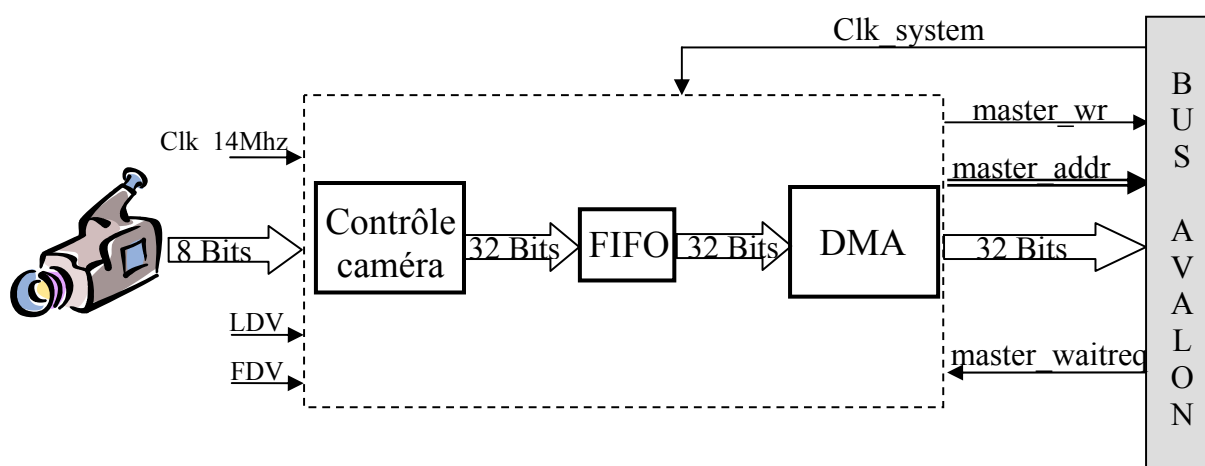 Clk_system
master_wr
Clk 14Mhz
master_addr
8 Bits
Contrôle
caméra
32 Bits
FIFO
32 Bits
DMA
32 Bits
LDV
FDV
master_waitreq
B
U
S
A
V
A
L
O
N